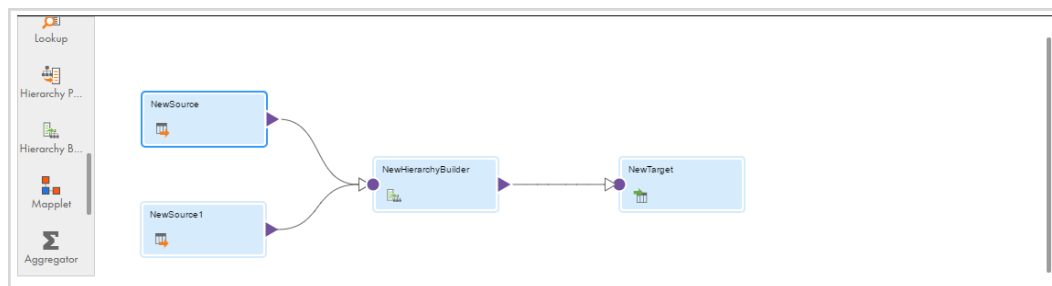 Lookup
Hierarchy P...
Hierarchy B...
Mapplet
Aggregator
NewSource
NewSource1
NewHierarchyBuilder
NewTarget